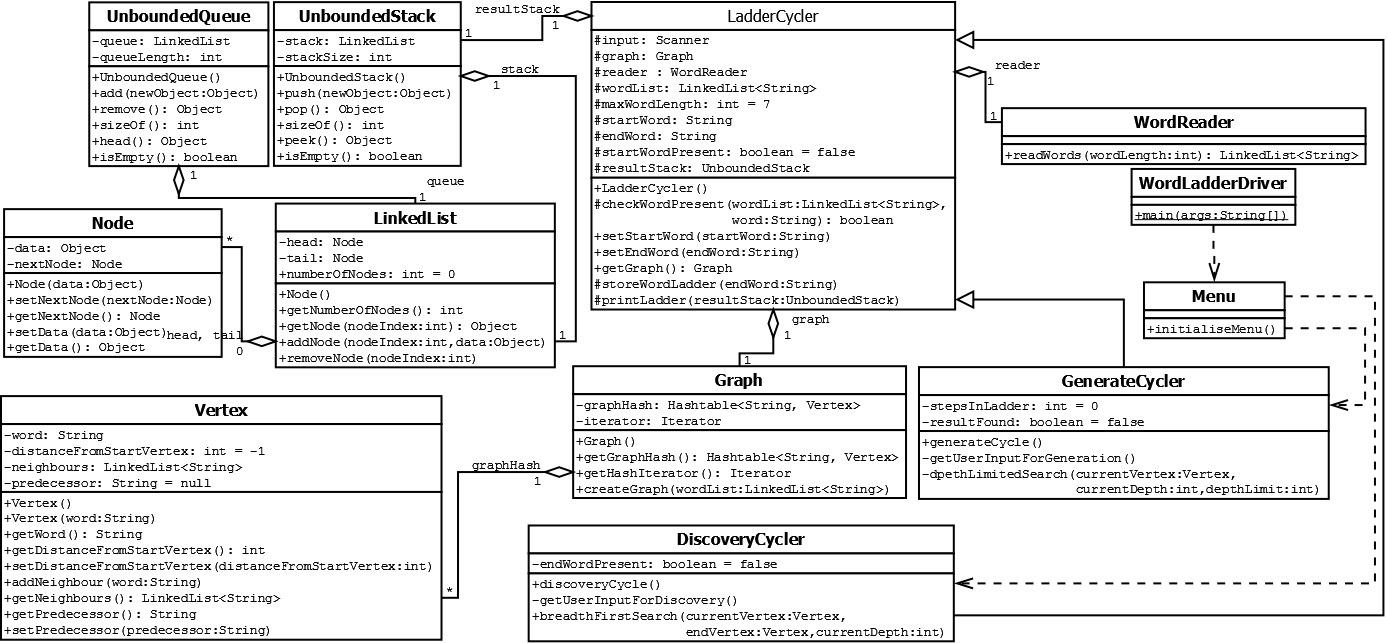 UnboundedQueue
-queue: LinkedList
-queueLength: int
+UnboundedQueue()
+add(newObject:Object)
+remove(): Object
+sizeOf(): int
+head(): Object
+isEmpty(): boolean
1
queue
1
UnboundedStack
-stack: LinkedList
-stackSize: int
+UnboundedStack()
+push(newObject:Object)
+pop(): Object
+sizeOf(): int
+peek(): Object
+isEmpty(): boolean
resultStack
1
1
stack
1
1
LadderCycler
#input: Scanner
#graph: Graph
#reader : WordReader
#wordList: LinkedList<String>
#maxWordLength: int = 7
#startWord: String
#endWord: String
#startWordPresent: boolean = false
#resultStack: UnboundedStack
+LadderCycler()
#checkWordPresent(wordList:LinkedList<String>,
word:String): boolean
+setStartWord(startWord:String)
+setEndWord(endWord:String)
+getGraph(): Graph
#storeWordLadder(endWord:String)
#printLadder(resultStack:UnboundedStack)
reader
1
1
WordReader
+readWords(wordLength:int): LinkedList<String>
WordLadderDriver
+main(args:String[])
Menu
+initialiseMenu()
Node
-data: Object
-nextNode: Node
+Node(data:Object)
+setNextNode(nextNode:Node)
+getNextNode(): Node
+setData(data:Object)
+getData(): Object
*
head, tail
0
LinkedList
-head: Node
-tail: Node
+numberOfNodes: int = 0
+Node()
+getNumberOfNodes(): int
+getNode(nodeIndex:int): Object
+addNode(nodeIndex:int,data:Object)
+removeNode(nodeIndex:int)
graph
1
1
Graph
-graphHash: Hashtable<String, Vertex>
-iterator: Iterator
+Graph()
+getGraphHash(): Hashtable<String, Vertex>
+getHashIterator(): Iterator
+createGraph(wordList:LinkedList<String>)
GenerateCycler
-stepsInLadder: int = 0
-resultFound: boolean = false
+generateCycle()
-getUserInputForGeneration()
-dpethLimitedSearch(currentVertex:Vertex,
currentDepth:int,depthLimit:int)
Vertex
-word: String
-distanceFromStartVertex: int = -1
-neighbours: LinkedList<String>
-predecessor: String = null
+Vertex()
+Vertex(word:String)
+getWord(): String
+getDistanceFromStartVertex(): int
+setDistanceFromStartVertex(distanceFromStartVertex:int)
+addNeighbour(word:String)
+getNeighbours(): LinkedList<String>
+getPredecessor(): String
+setPredecessor(predecessor:String)
graphHash
1
*
DiscoveryCycler
-endWordPresent: boolean = false
+discoveryCycle()
-getUserInputForDiscovery()
+breadthFirstSearch(currentVertex:Vertex,
endVertex:Vertex,currentDepth:int)